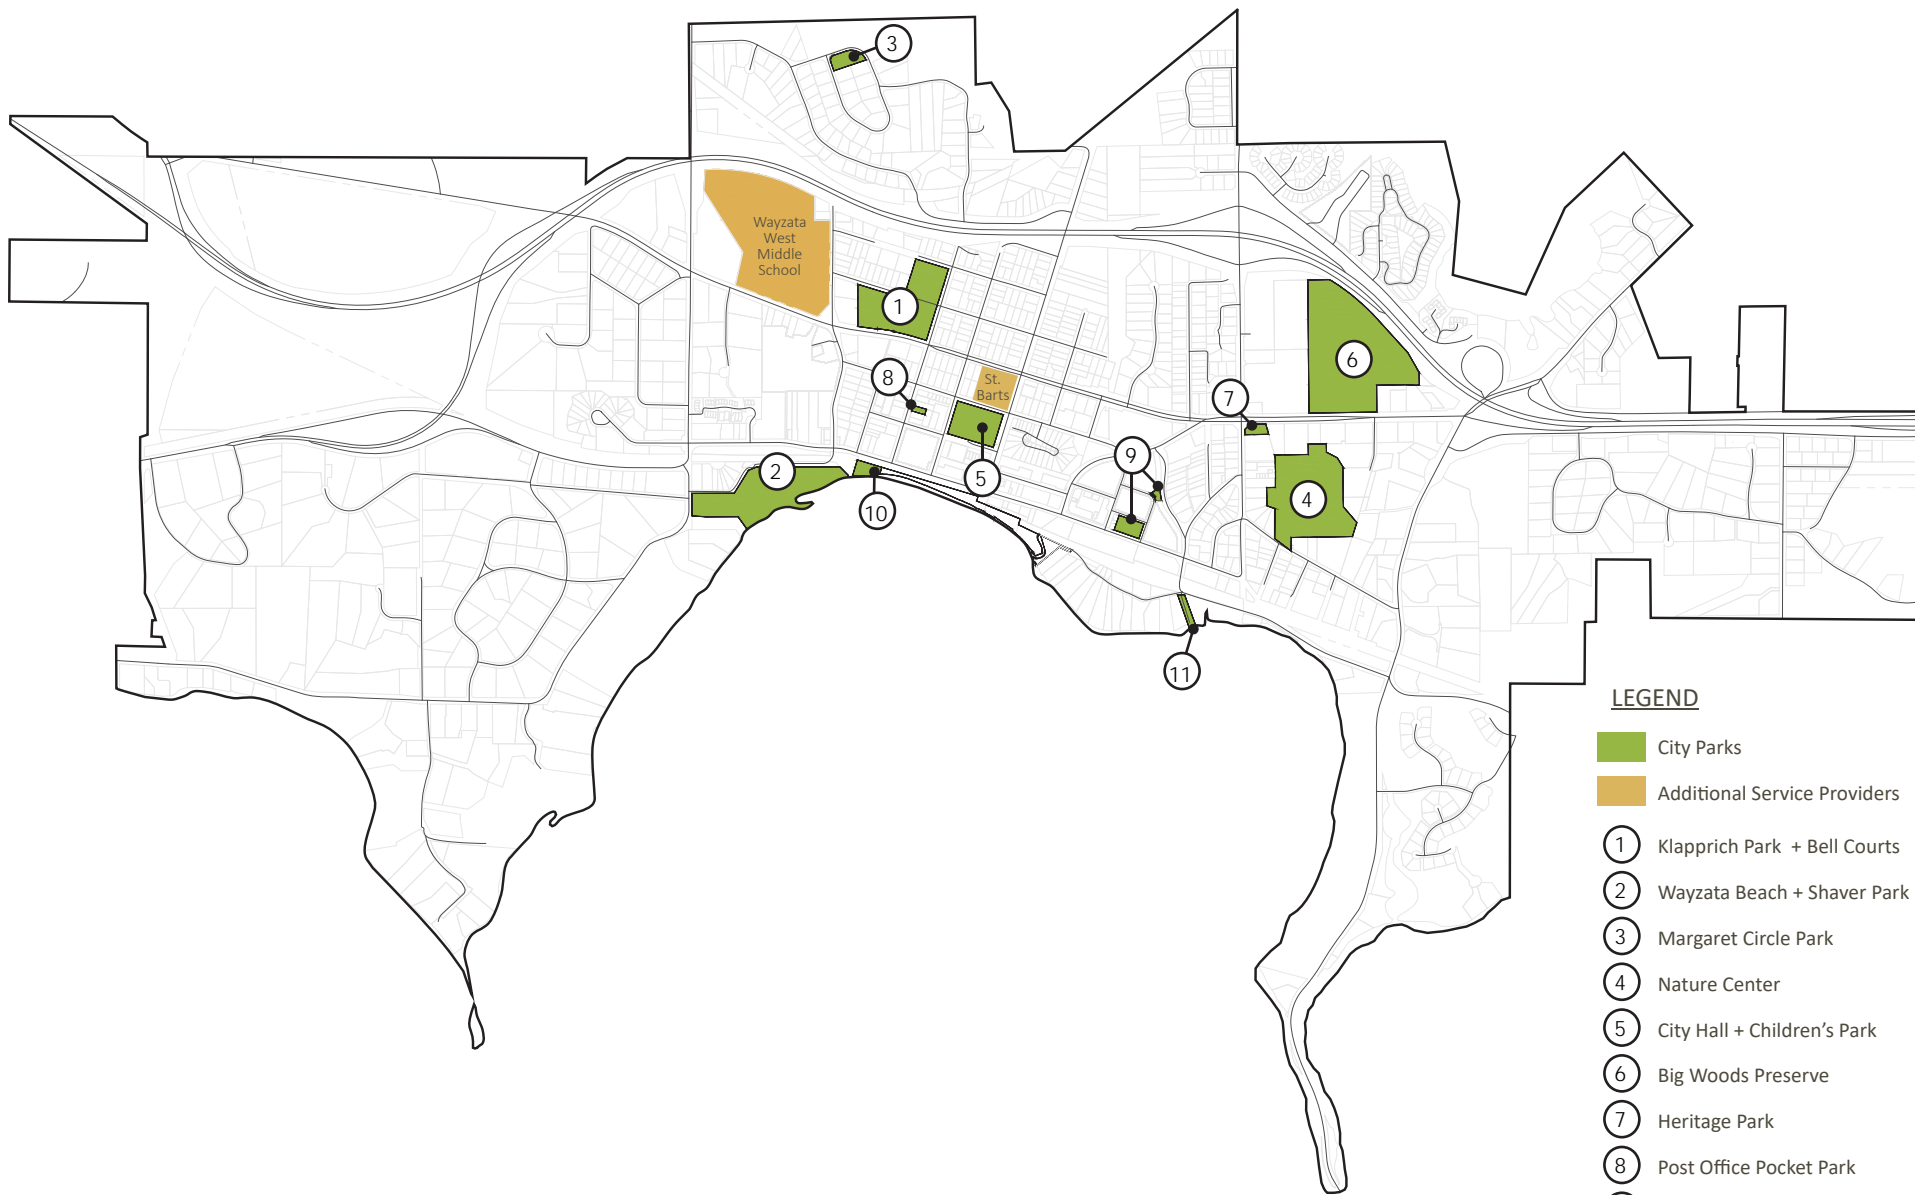 3
Wayzata
West
Middle
School
1
6
8
St.
Barts
7
9
2
5
4
10
11
LEGEND
City Parks
Additional Service Providers
1 Klapprich Park + Bell Courts
2 Wayzata Beach + Shaver Park
3 Margaret Circle Park
4 Nature Center
5 City Hall + Children’s Park
6 Big Woods Preserve
7 Heritage Park
8 Post Office Pocket Park